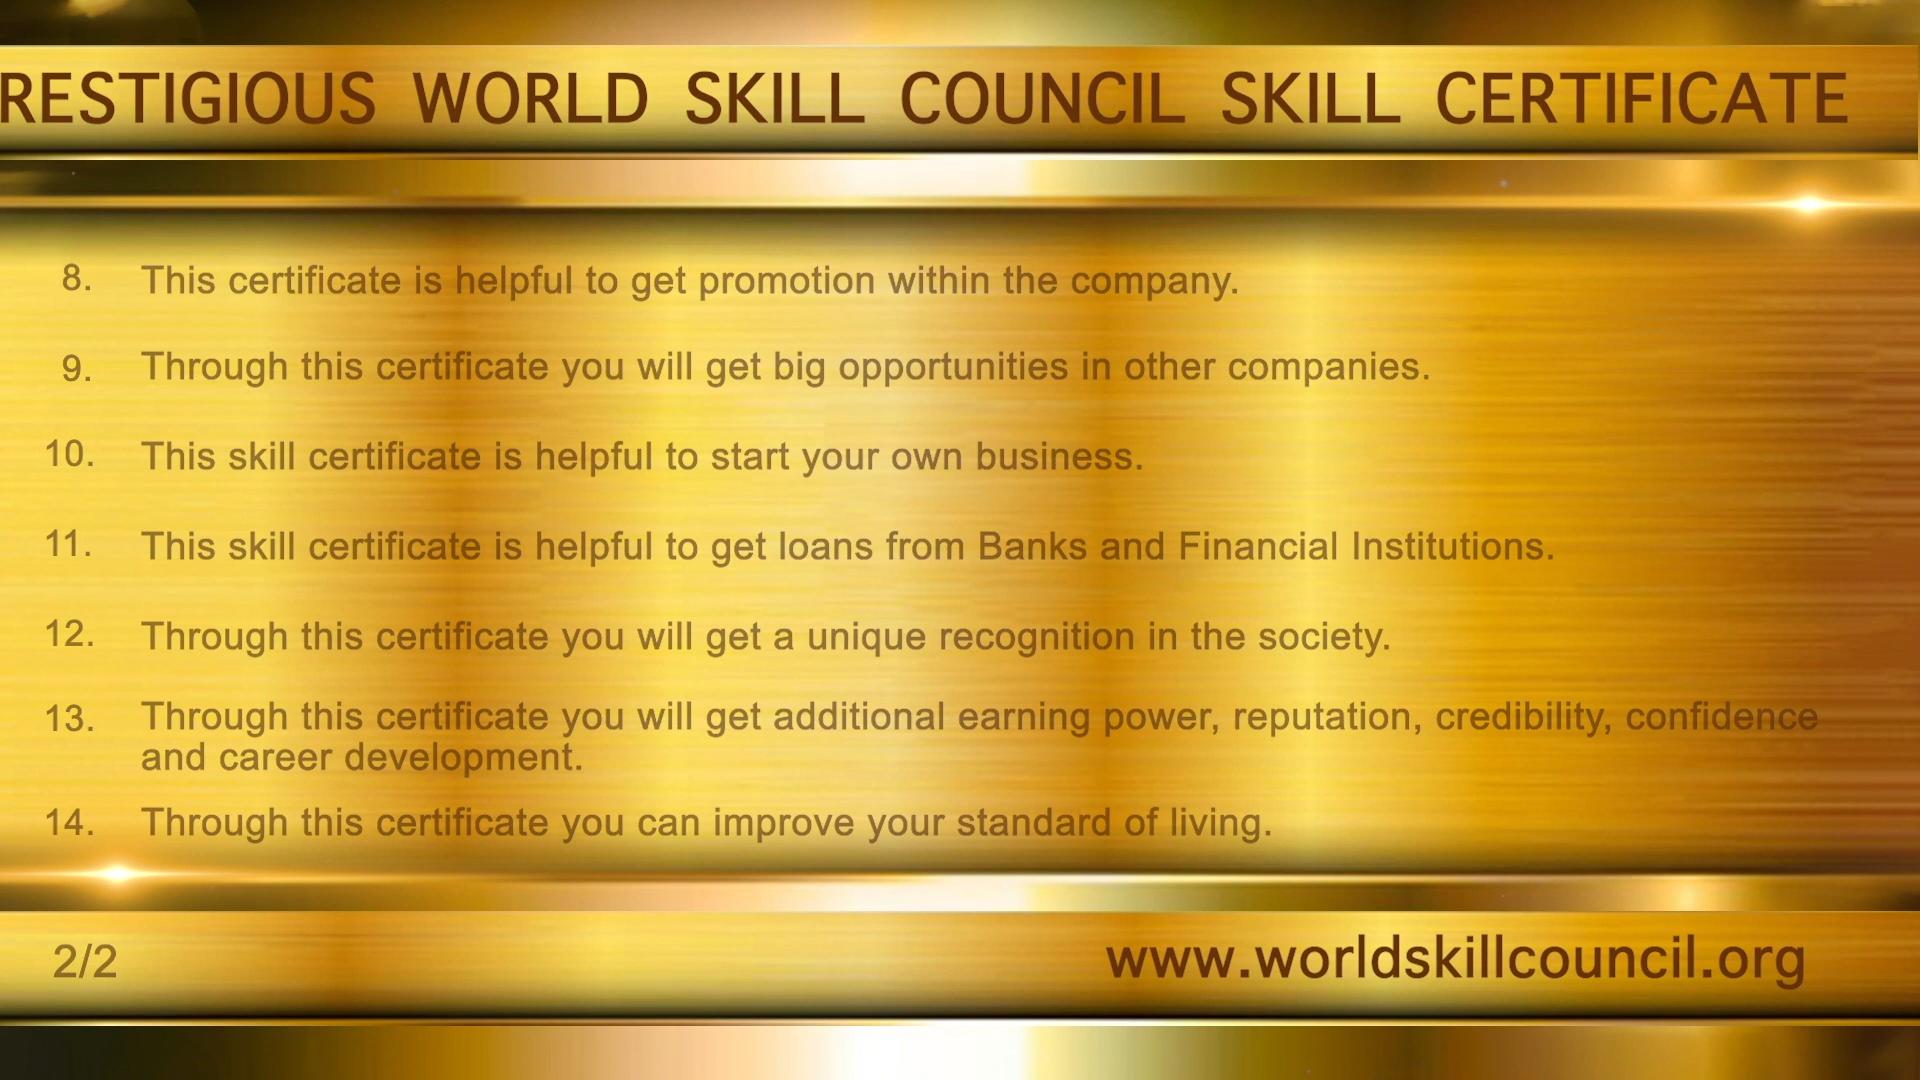 RESTIGIOUS WORLD SKILL COUNCIL SKILL CERTIFICATE
8. This certificate is helpful to get promotion within the company.
9. Through this certificate you will get big opportunities in other companies.
10. This skill certificate is helpful to start your own business.
11. This skill certificate is helpful to get loans from Banks and Financial Institutions.
12. Through this certificate you will get a unique recognition in the society.
13. Through this certificate you will get additional earning power, reputation, credibility, confidence
and career development.
14. Through this certificate you can improve your standard of living.
2/2 www.worldskillcouncil.org